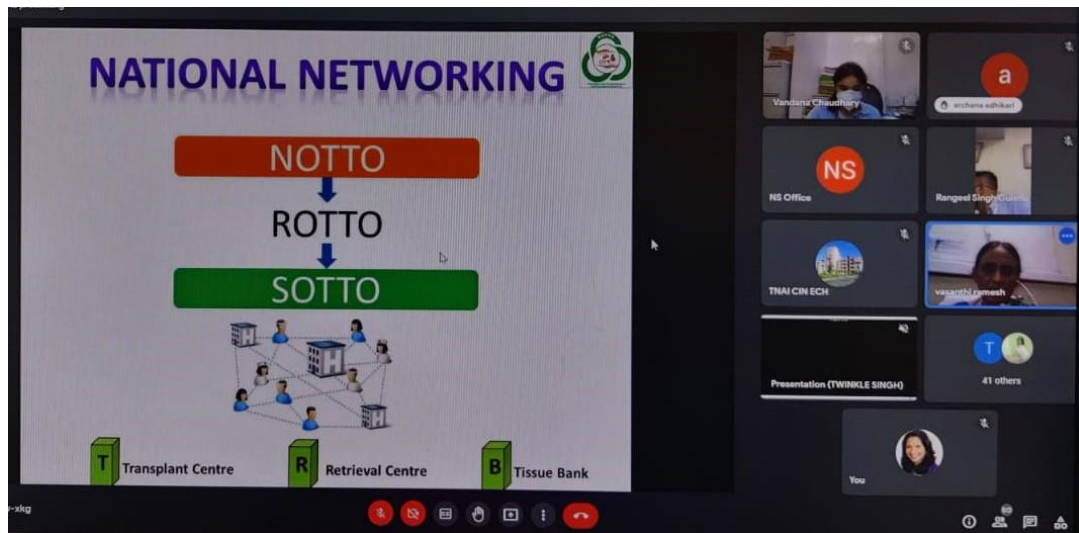 NATIONAL NETWORKING
NOTTO
ROTTO
SOTTO
T Transplant Centre
R Retrieval Centre
B Tissue Bank
Vandana Chaudhary
a
archana adhikari
NS
NS Office
Rangeel Singh
TNAI CIN ECH
vasanthi ramesh
Presentation (TWINKLE SINGH)
T
41 others
You
-xkg